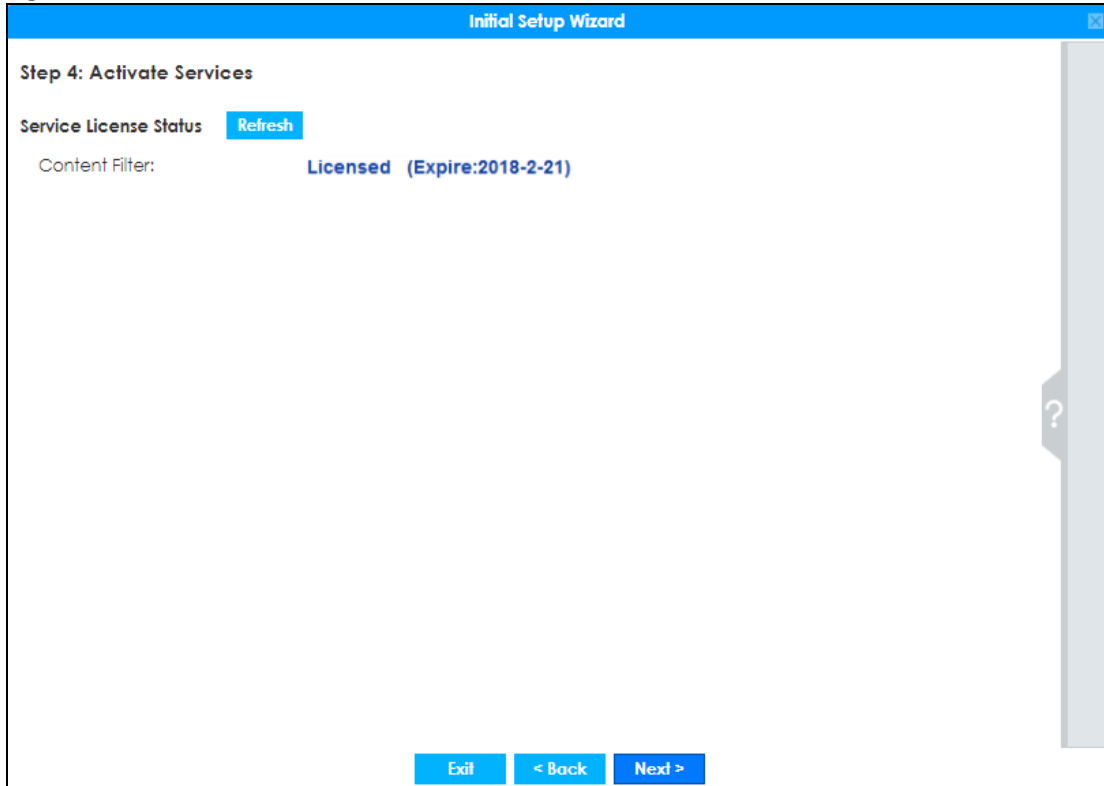 Initial Setup Wizard
Step 4: Activate Services
Service License Status Refresh
Content Filter: Licensed (Expire:2018-2-21)
?
Exit < Back Next >